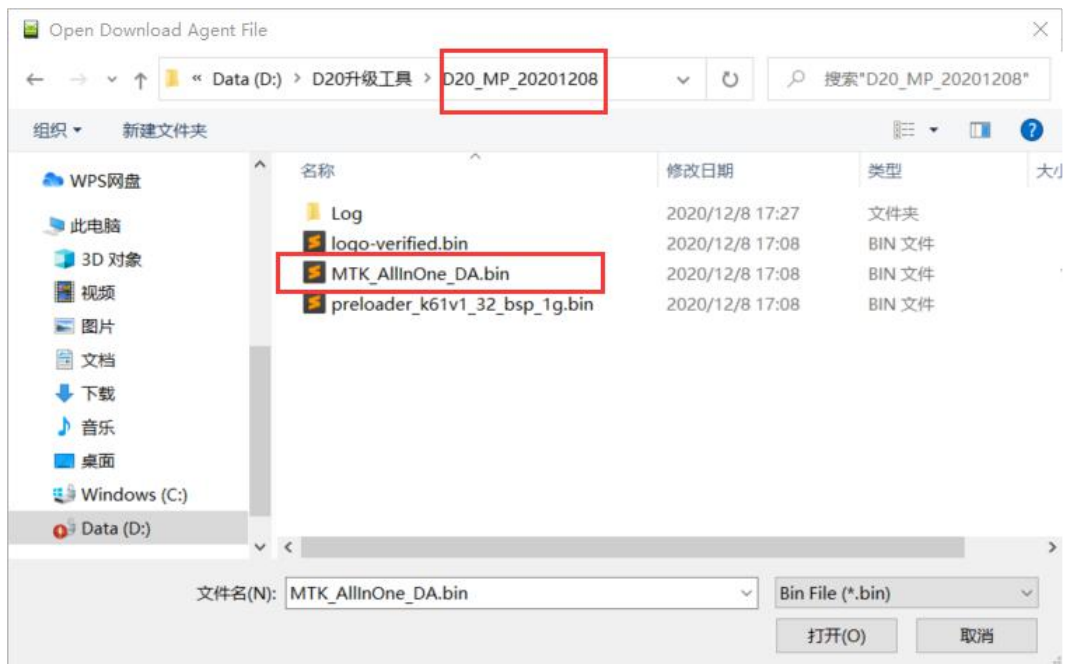 Open Download Agent File
« Data (D:) > D20升级工具 > D20_MP_20201208
搜索"D20_MP_20201208"
组织 新建文件夹
名称 修改日期 类型 大小
WPS网盘
此电脑
3D 对象
视频
图片
文档
下载
音乐
桌面
Windows (C:)
Data (D:)
Log 2020/12/8 17:27 文件夹
logo-verified.bin 2020/12/8 17:08 BIN 文件
MTK_AllInOne_DA.bin 2020/12/8 17:08 BIN 文件
preloader_k61v1_32_bsp_1g.bin 2020/12/8 17:08 BIN 文件
文件名(N): MTK_AllInOne_DA.bin Bin File (*.bin)
打开(O) 取消